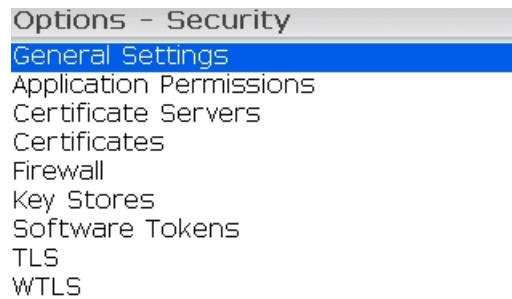 Options - Security
General Settings
Application Permissions
Certificate Servers
Certificates
Firewall
Key Stores
Software Tokens
TLS
WTLS